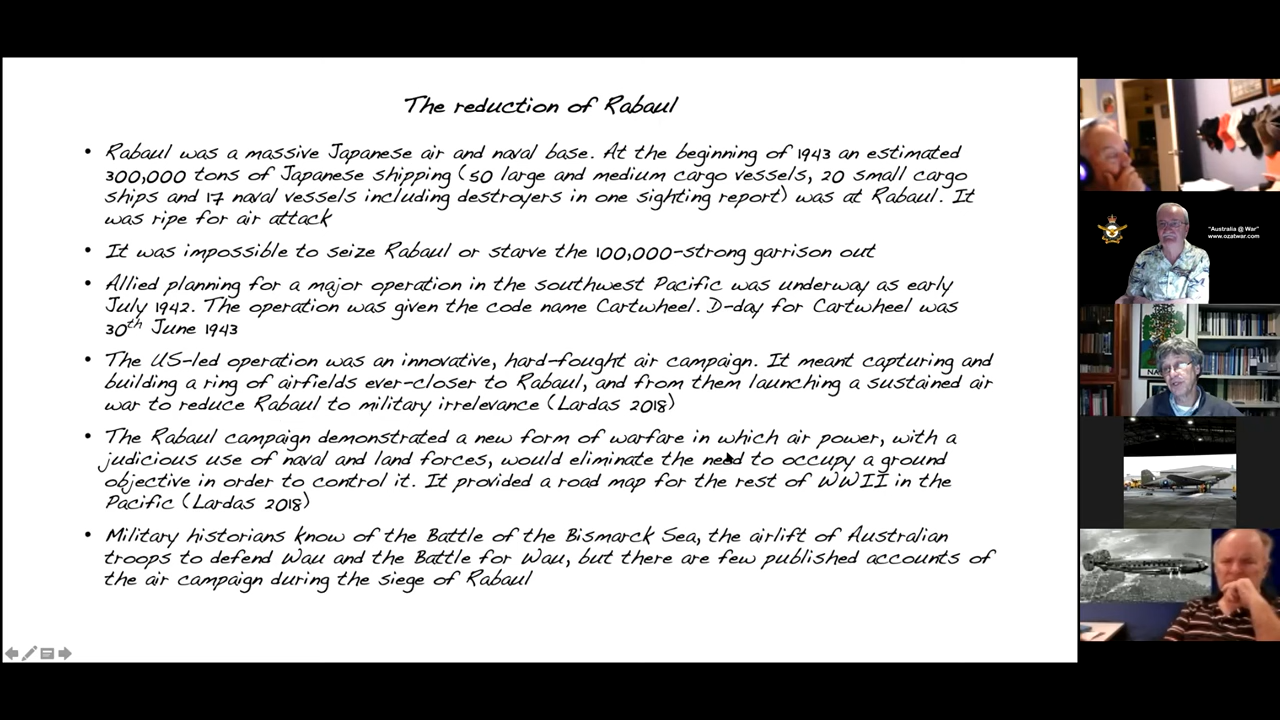 The reduction of Rabaul
• Rabaul was a massive Japanese air and naval base. At the beginning of 1943 an estimated
300,000 tons of Japanese shipping (50 large and medium cargo vessels, 20 small cargo
ships and 17 naval vessels including destroyers in one sighting report) was at Rabaul. It
was ripe for air attack
• It was impossible to seize Rabaul or starve the 100,000-strong garrison out
• Allied planning for a major operation in the southwest Pacific was underway as early
July 1942. The operation was given the code name Cartwheel. D-day for Cartwheel was
30th June 1943
• The US-led operation was an innovative, hard-fought air campaign. It meant capturing and
building a ring of airfields ever-closer to Rabaul, and from them launching a sustained air
war to reduce Rabaul to military irrelevance (Lardas 2018)
• The Rabaul campaign demonstrated a new form of warfare in which air power, with a
judicious use of naval and land forces, would eliminate the need to occupy a ground
objective in order to control it. It provided a road map for the rest of WWII in the
Pacific (Lardas 2018)
• Military historians know of the Battle of the Bismarck Sea, the airlift of Australian
troops to defend Wau and the Battle for Wau, but there are few published accounts of
the air campaign during the siege of Rabaul
"Australia @ War"
www.ozatwar.com